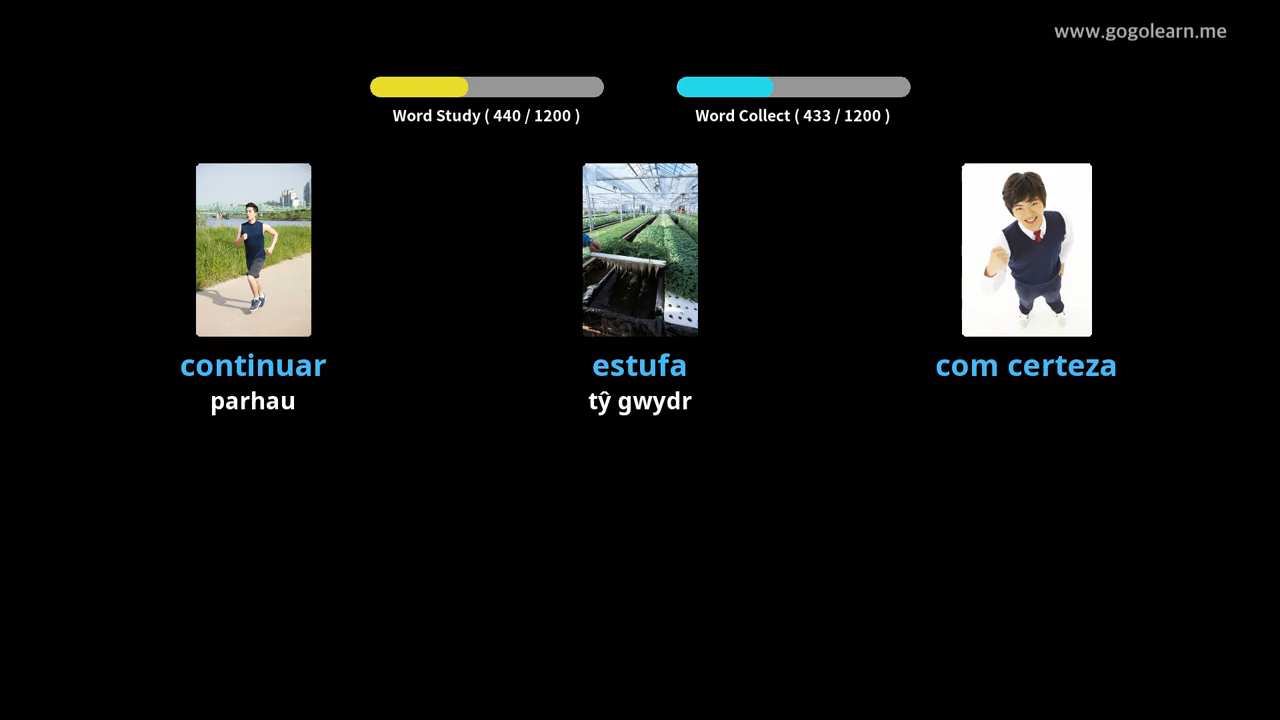 www.gogolearn.me
Word Study ( 440 / 1200 )
Word Collect ( 433 / 1200 )
continuar
parhau
estufa
tŷ gwydr
com certeza